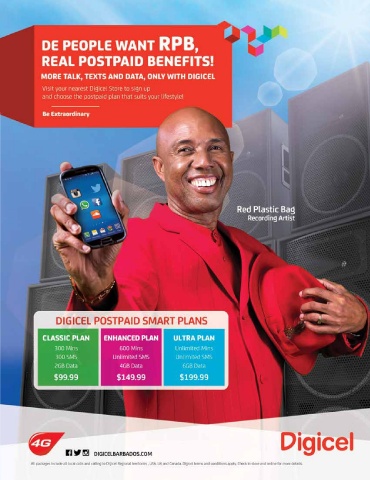 DE PEOPLE WANT RPB,
REAL POSTPAID BENEFITS!
MORE TALK, TEXTS AND DATA, ONLY WITH DIGICEL
Visit your nearest Digicel Store to sign up
and choose the postpaid plan that suits your lifestyle!
Be Extraordinary
Red Plastic Bag
Recording Artist
DIGICEL POSTPAID SMART PLANS
CLASSIC PLAN
300 Mins
300 SMS
2GB Data
$99.99
ENHANCED PLAN
600 Mins
Unlimited SMS
4GB Data
$149.99
ULTRA PLAN
Unlimited Mins
Unlimited SMS
6GB Data
$199.99
4G
DIGICELBARBADOS.COM
Digicel